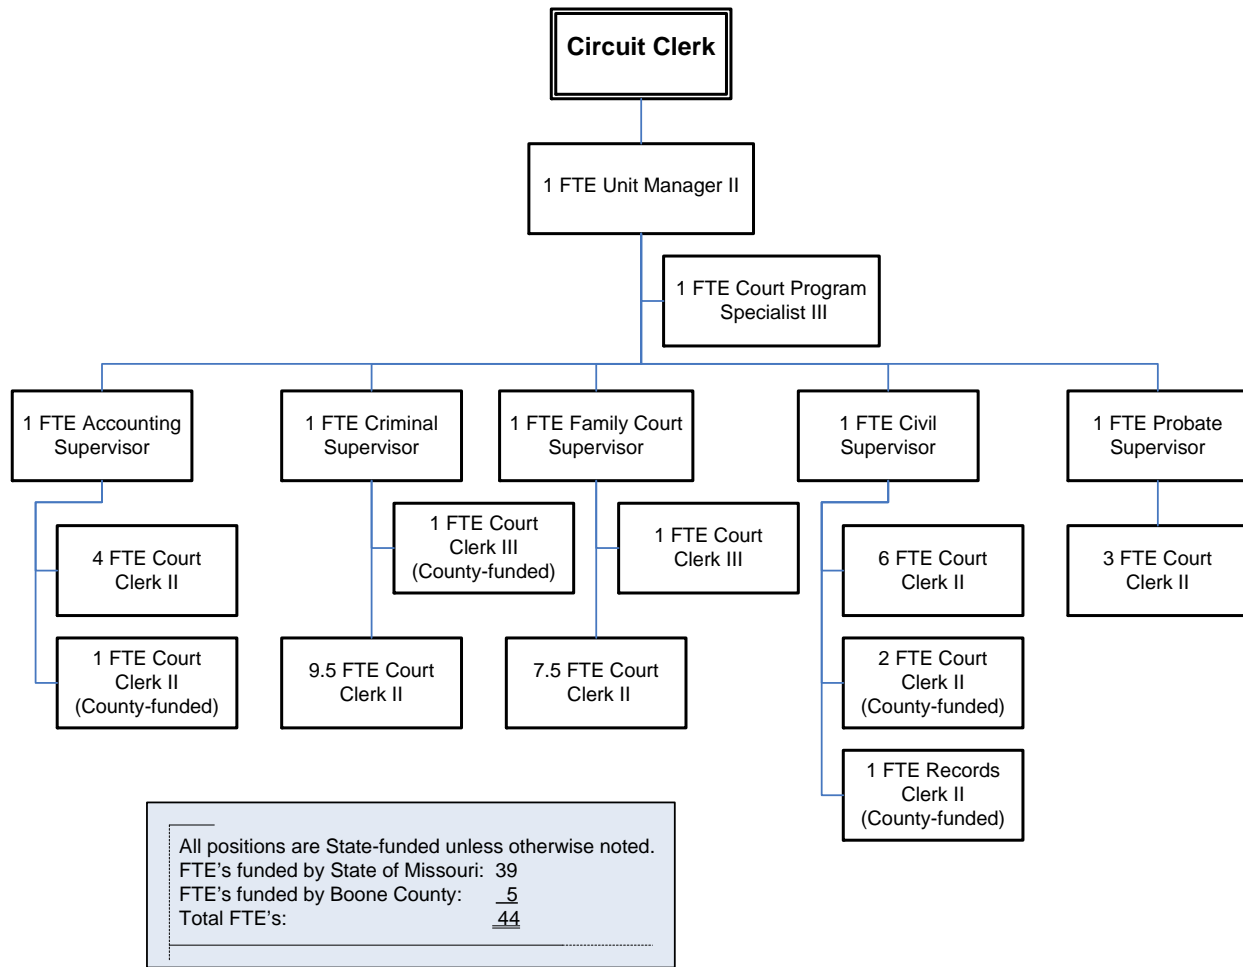 Circuit Clerk
1 FTE Unit Manager II
1 FTE Court Program
Specialist III
1 FTE Accounting
Supervisor
1 FTE Criminal
Supervisor
1 FTE Family Court
Supervisor
1 FTE Civil
Supervisor
1 FTE Probate
Supervisor
4 FTE Court
Clerk II
1 FTE Court
Clerk III
(County-funded)
1 FTE Court
Clerk III
6 FTE Court
Clerk II
3 FTE Court
Clerk II
1 FTE Court
Clerk II
(County-funded)
9.5 FTE Court
Clerk II
7.5 FTE Court
Clerk II
2 FTE Court
Clerk II
(County-funded)
1 FTE Records
Clerk II
(County-funded)
All positions are State-funded unless otherwise noted.
FTE's funded by State of Missouri: 39
FTE's funded by Boone County: 5
Total FTE's: 44